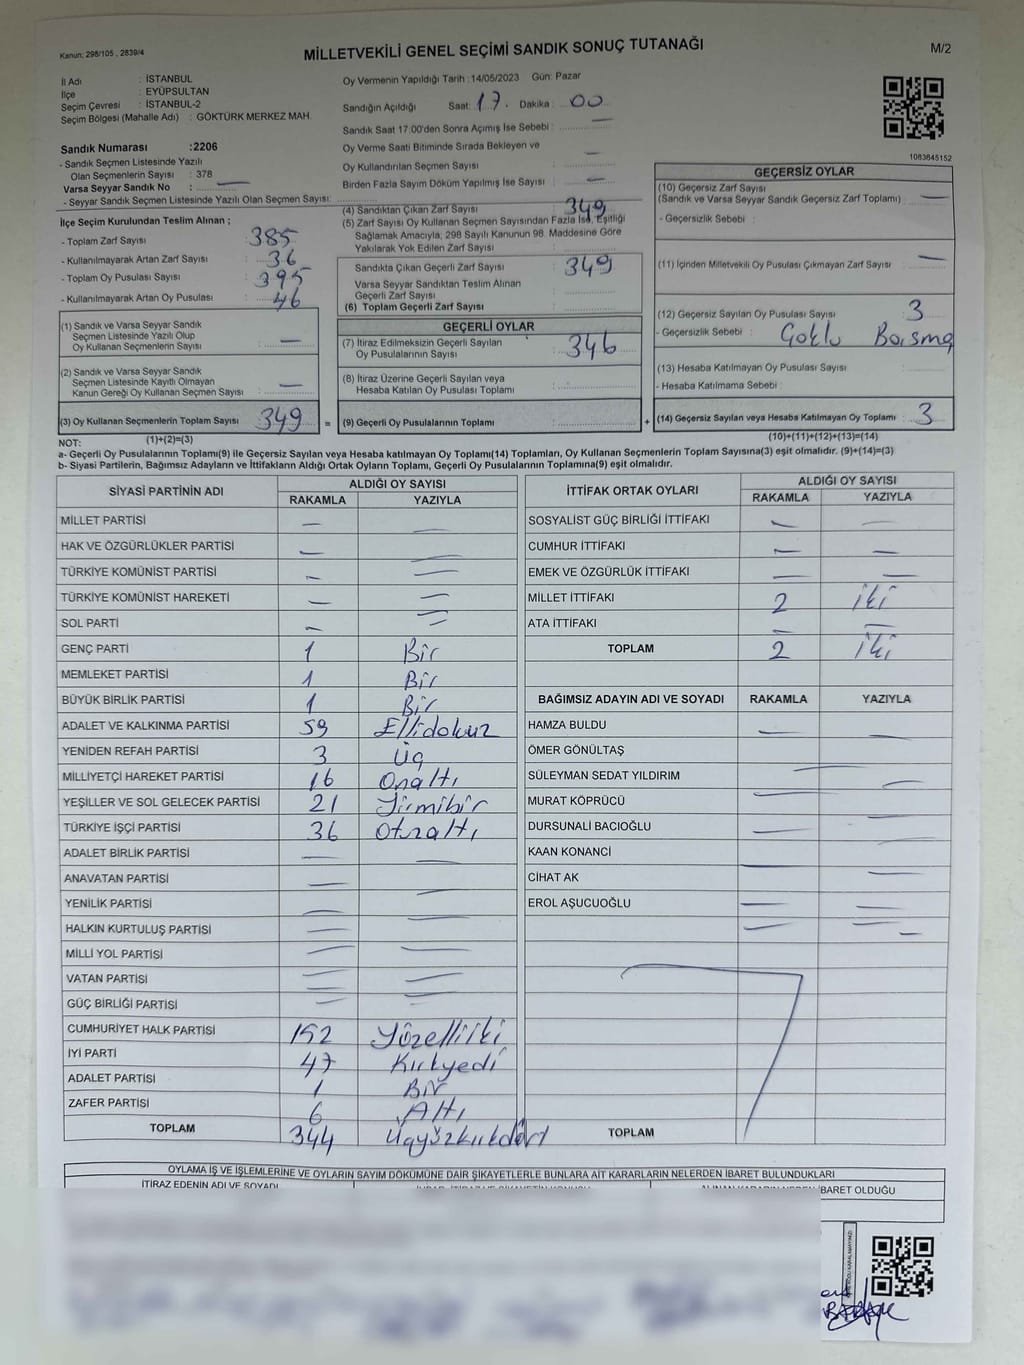 Kanun: 298/105 , 2839/4
MİLLETVEKİLİ GENEL SEÇİMİ SANDIK SONUÇ TUTANAĞI
M/2
İl Adı : İSTANBUL
İlçe : EYÜPSULTAN
Seçim Çevresi : İSTANBUL-2
Seçim Bölgesi (Mahalle Adı) : GÖKTÜRK MERKEZ MAH.
Sandık Numarası :2206
- Sandık Seçmen Listesinde Yazılı
Olan Seçmenlerin Sayısı : 378
Varsa Seyyar Sandık No : —
- Seyyar Sandık Seçmen Listesinde Yazılı Olan Seçmen Sayısı:
Oy Vermenin Yapıldığı Tarih :14/05/2023 Gün: Pazar
Sandığın Açıldığı Saat: 17. Dakika : 00
Sandık Saat 17:00'den Sonra Açımış İse Sebebi : —
Oy Verme Saati Bitiminde Sırada Bekleyen ve
Oy Kullandırılan Seçmen Sayısı : —
Birden Fazla Sayım Döküm Yapılmış İse Sayısı : —
1083645152
İlçe Seçim Kurulundan Teslim Alınan ;
- Toplam Zarf Sayısı : 385
- Kullanılmayarak Artan Zarf Sayısı : 36
- Toplam Oy Pusulası Sayısı : 395
- Kullanılmayarak Artan Oy Pusulası : 46
(1) Sandık ve Varsa Seyyar Sandık
Seçmen Listesinde Yazılı Olup
Oy Kullanan Seçmenlerin Sayısı : —
(2) Sandık ve Varsa Seyyar Sandık
Seçmen Listesinde Kayıtlı Olmayan
Kanun Gereği Oy Kullanan Seçmen Sayısı : —
(3) Oy Kullanan Seçmenlerin Toplam Sayısı : 349 =
(1)+(2)=(3)
(4) Sandıktan Çıkan Zarf Sayısı : 349
(5) Zarf Sayısı Oy Kullanan Seçmen Sayısından Fazla İse, Eşitliği
Sağlamak Amacıyla, 298 Sayılı Kanunun 98. Maddesine Göre
Yakılarak Yok Edilen Zarf Sayısı :
Sandıkta Çıkan Geçerli Zarf Sayısı : 349
Varsa Seyyar Sandıktan Teslim Alınan
Geçerli Zarf Sayısı :
(6) Toplam Geçerli Zarf Sayısı :
GEÇERLİ OYLAR
(7) İtiraz Edilmeksizin Geçerli Sayılan
Oy Pusulalarının Sayısı : 346
(8) İtiraz Üzerine Geçerli Sayılan veya
Hesaba Katılan Oy Pusulası Toplamı :
(9) Geçerli Oy Pusulalarının Toplamı : +
GEÇERSİZ OYLAR
(10) Geçersiz Zarf Sayısı
(Sandık ve Varsa Seyyar Sandık Geçersiz Zarf Toplamı) : —
- Geçersizlik Sebebi :
(11) İçinden Milletvekili Oy Pusulası Çıkmayan Zarf Sayısı : —
(12) Geçersiz Sayılan Oy Pusulası Sayısı : 3
- Geçersizlik Sebebi : Çoklu Basma
(13) Hesaba Katılmayan Oy Pusulası Sayısı :
- Hesaba Katılmama Sebebi :
(14) Geçersiz Sayılan veya Hesaba Katılmayan Oy Toplamı : 3
(10)+(11)+(12)+(13)=(14)
NOT:
a- Geçerli Oy Pusulalarının Toplamı(9) ile Geçersiz Sayılan veya Hesaba katılmayan Oy Toplamı(14) Toplamları, Oy Kullanan Seçmenlerin Toplam Sayısına(3) eşit olmalıdır. (9)+(14)=(3)
b- Siyasi Partilerin, Bağımsız Adayların ve İttifakların Aldığı Ortak Oyların Toplamı, Geçerli Oy Pusulalarının Toplamına(9) eşit olmalıdır.
SİYASİ PARTİNİN ADI ALDIĞI OY SAYISI
RAKAMLA YAZIYLA
MİLLET PARTİSİ — —
HAK VE ÖZGÜRLÜKLER PARTİSİ — —
TÜRKİYE KOMÜNİST PARTİSİ — —
TÜRKİYE KOMÜNİST HAREKETİ — —
SOL PARTİ — —
GENÇ PARTİ 1 Bir
MEMLEKET PARTİSİ 1 Bir
BÜYÜK BİRLİK PARTİSİ 1 Bir
ADALET VE KALKINMA PARTİSİ 59 Ellidokuz
YENİDEN REFAH PARTİSİ 3 Üç
MİLLİYETÇİ HAREKET PARTİSİ 16 Onaltı
YEŞİLLER VE SOL GELECEK PARTİSİ 21 Yirmibir
TÜRKİYE İŞÇİ PARTİSİ 36 Otuzaltı
ADALET BİRLİK PARTİSİ — —
ANAVATAN PARTİSİ —
YENİLİK PARTİSİ — —
HALKIN KURTULUŞ PARTİSİ — —
MİLLİ YOL PARTİSİ — —
VATAN PARTİSİ — —
GÜÇ BİRLİĞİ PARTİSİ — —
CUMHURİYET HALK PARTİSİ 152 Yüzelliiki
İYİ PARTİ 47 Kırkyedi
ADALET PARTİSİ 1 Bir
ZAFER PARTİSİ 6 Altı
TOPLAM 344 Üçyüzkırkdört
İTTİFAK ORTAK OYLARI ALDIĞI OY SAYISI
RAKAMLA YAZIYLA
SOSYALİST GÜÇ BİRLİĞİ İTTİFAKI — —
CUMHUR İTTİFAKI — —
EMEK VE ÖZGÜRLÜK İTTİFAKI — —
MİLLET İTTİFAKI 2 iki
ATA İTTİFAKI — —
TOPLAM 2 iki
BAĞIMSIZ ADAYIN ADI VE SOYADI RAKAMLA YAZIYLA
HAMZA BULDU — —
ÖMER GÖNÜLTAŞ —
SÜLEYMAN SEDAT YILDIRIM — —
MURAT KÖPRÜCÜ — —
DURSUNALİ BACIOĞLU — —
KAAN KONANCİ — —
CİHAT AK — —
EROL AŞUCUOĞLU — —
TOPLAM
OYLAMA İŞ VE İŞLEMLERİNE VE OYLARIN SAYIM DÖKÜMÜNE DAİR ŞİKAYETLERLE BUNLARA AİT KARARLARIN NELERDEN İBARET BULUNDUKLARI
İTİRAZ EDENİN ADI VE SOYADI
İBARET OLDUĞU